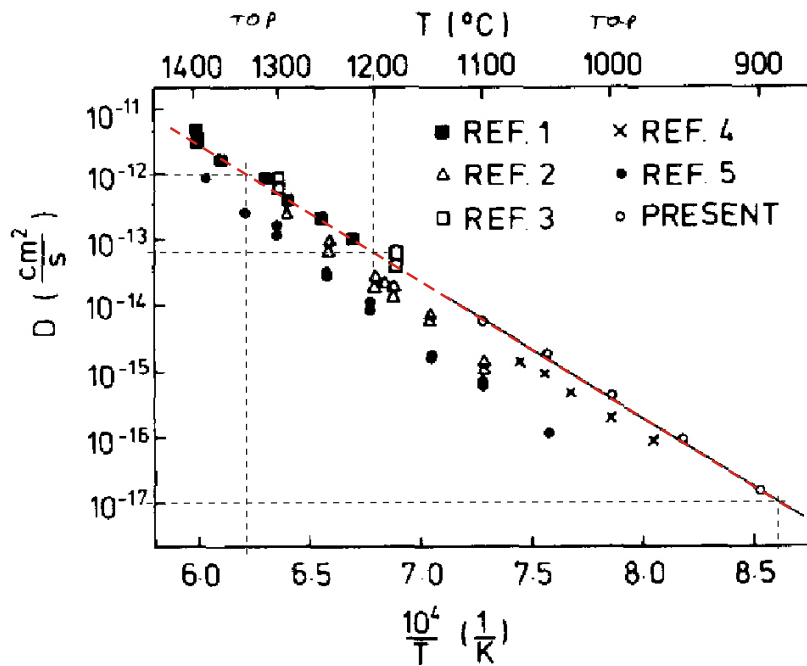 TOP T (°C) TOP
1400 1300 1200 1100 1000 900
10⁻¹¹
10⁻¹²
10⁻¹³
10⁻¹⁴
10⁻¹⁵
10⁻¹⁶
10⁻¹⁷
D (cm²/s)
REF. 1
REF. 2
REF. 3
REF. 4
REF. 5
PRESENT
6.0 6.5 7.0 7.5 8.0 8.5
10⁴/T (1/K)